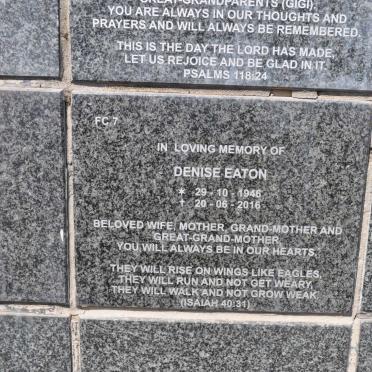 GREAT-GRANDPARENTS (GIGI).
YOU ARE ALWAYS IN OUR THOUGHTS AND
PRAYERS AND WILL ALWAYS BE REMEMBERED.
THIS IS THE DAY THE LORD HAS MADE,
LET US REJOICE AND BE GLAD IN IT.
PSALMS 118:24
FC 7
IN LOVING MEMORY OF
DENISE EATON
* 29 - 10 - 1946
† 20 - 06 - 2016
BELOVED WIFE, MOTHER, GRAND-MOTHER AND
GREAT-GRAND-MOTHER.
YOU WILL ALWAYS BE IN OUR HEARTS.
THEY WILL RISE ON WINGS LIKE EAGLES,
THEY WILL RUN AND NOT GET WEARY,
THEY WILL WALK AND NOT GROW WEAK
(ISAIAH 40:31)